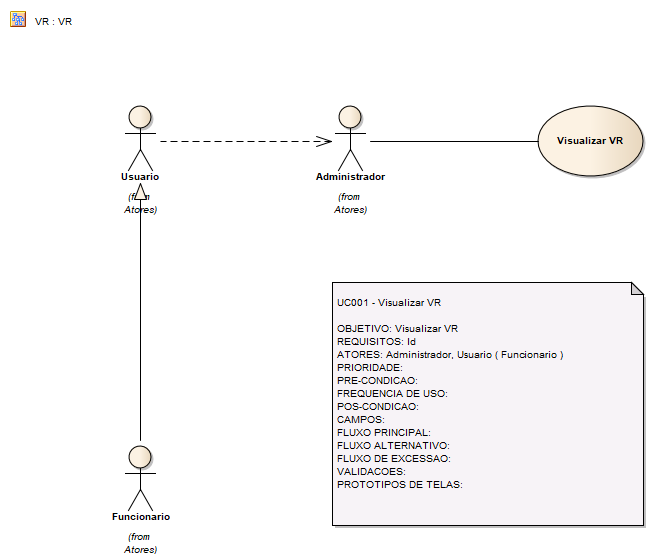 VR : VR
Usuario
(from
Atores)
Administrador
(from
Atores)
Visualizar VR
UC001 - Visualizar VR
OBJETIVO: Visualizar VR
REQUISITOS: Id
ATORES: Administrador, Usuario ( Funcionario )
PRIORIDADE:
PRE-CONDICAO:
FREQUENCIA DE USO:
POS-CONDICAO:
CAMPOS:
FLUXO PRINCIPAL:
FLUXO ALTERNATIVO:
FLUXO DE EXCESSAO:
VALIDACOES:
PROTOTIPOS DE TELAS:
Funcionario
(from
Atores)